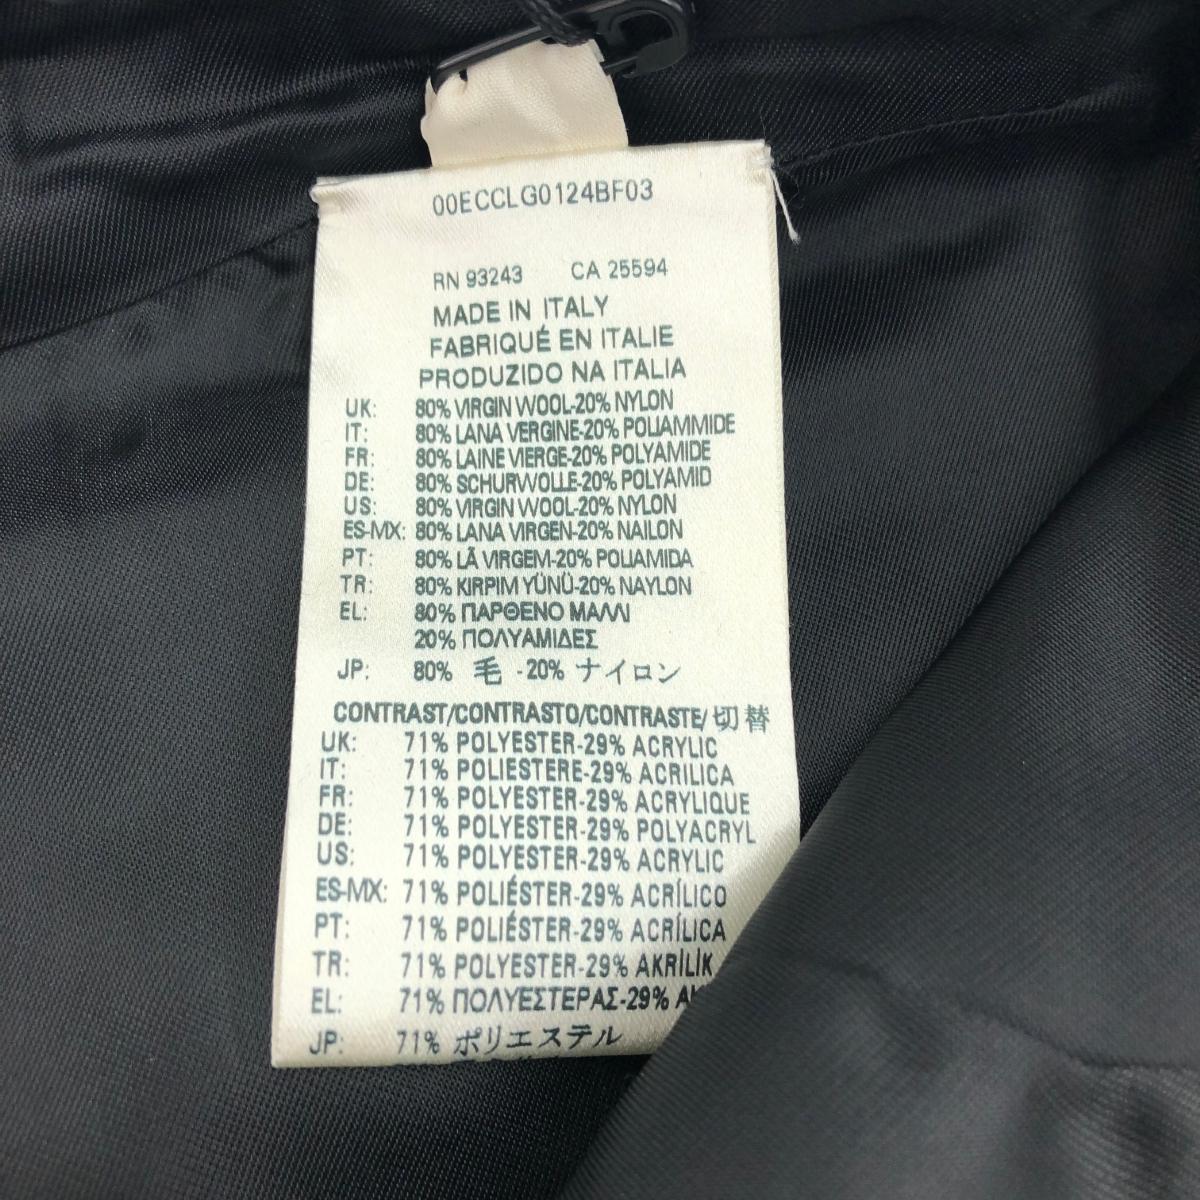 00ECCLG0124BF03
RN 93243 CA 25594
MADE IN ITALY
FABRIQUÉ EN ITALIE
PRODUZIDO NA ITALIA
UK: 80% VIRGIN WOOL-20% NYLON
IT: 80% LANA VERGINE-20% POLIAMMIDE
FR: 80% LAINE VIERGE-20% POLYAMIDE
DE: 80% SCHURWOLLE-20% POLYAMID
US: 80% VIRGIN WOOL-20% NYLON
ES-MX: 80% LANA VIRGEN-20% NAILON
PT: 80% LÃ VIRGEM-20% POLIAMIDA
TR: 80% KIRPIM YÜNÜ-20% NAYLON
EL: 80% ΠΑΡΘΕΝΟ ΜΑΛΛΙ
20% ΠΟΛΥΑΜΙΔΕΣ
JP: 80% 毛 -20% ナイロン
CONTRAST/CONTRASTO/CONTRASTE/切替
UK: 71% POLYESTER-29% ACRYLIC
IT: 71% POLIESTERE-29% ACRILICA
FR: 71% POLYESTER-29% ACRYLIQUE
DE: 71% POLYESTER-29% POLYACRYL
US: 71% POLYESTER-29% ACRYLIC
ES-MX: 71% POLIÉSTER-29% ACRÍLICO
PT: 71% POLIÉSTER-29% ACRÍLICA
TR: 71% POLYESTER-29% AKRİLİK
EL: 71% ΠΟΛΥΕΣΤΕΡΑΣ-29%
JP: 71% ポリエステル